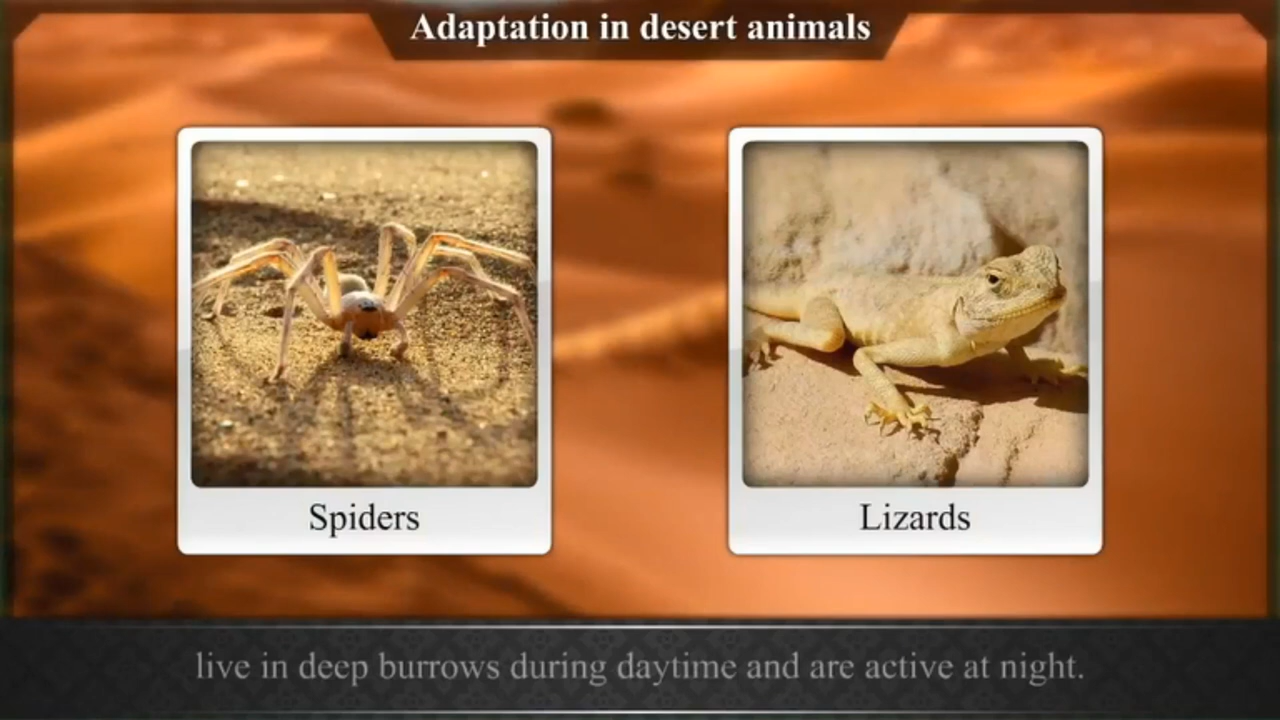 Adaptation in desert animals
Spiders
Lizards
live in deep burrows during daytime and are active at night.